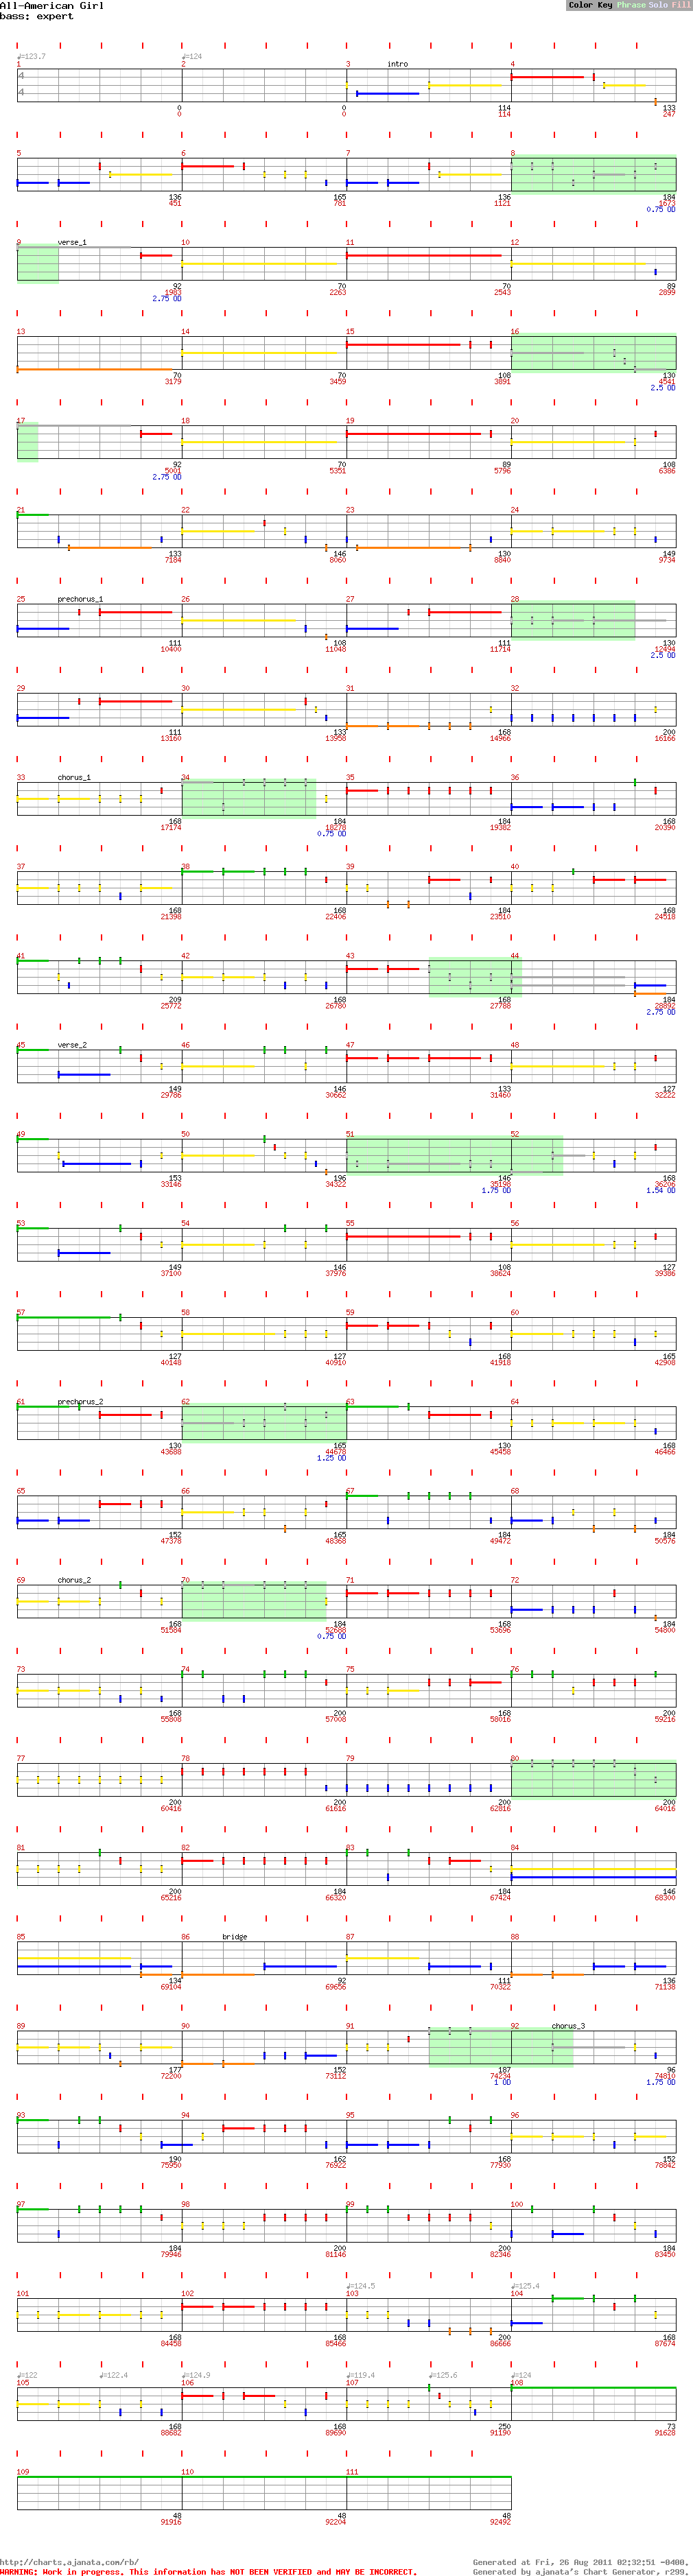 All-American Girl Color Key Phrase Solo Fill
bass: expert
♩=123.7 ♩=124
1 2 3 intro 4
4
4
0 0 114 133
0 0 114 247
5 6 7 8
136 165 136 184
451 781 1121 1673
0.75 OD
9 verse_1 10 11 12
92 70 70 89
1983 2263 2543 2899
2.75 OD
13 14 15 16
70 70 108 130
3179 3459 3891 4541
2.5 OD
17 18 19 20
92 70 89 108
5001 5351 5796 6386
2.75 OD
21 22 23 24
133 146 130 149
7184 8060 8840 9734
25 prechorus_1 26 27 28
111 108 111 130
10400 11048 11714 12494
2.5 OD
29 30 31 32
111 133 168 200
13160 13958 14966 16166
33 chorus_1 34 35 36
168 184 184 168
17174 18278 19382 20390
0.75 OD
37 38 39 40
168 168 184 168
21398 22406 23510 24518
41 42 43 44
209 168 168 184
25772 26780 27788 28892
2.75 OD
45 verse_2 46 47 48
149 146 133 127
29786 30662 31460 32222
49 50 51 52
153 196 146 168
33146 34322 35198 36206
1.75 OD 1.54 OD
53 54 55 56
149 146 108 127
37100 37976 38624 39386
57 58 59 60
127 127 168 165
40148 40910 41918 42908
61 prechorus_2 62 63 64
130 165 130 168
43688 44678 45458 46466
1.25 OD
65 66 67 68
152 165 184 184
47378 48368 49472 50576
69 chorus_2 70 71 72
168 184 168 184
51584 52688 53696 54800
0.75 OD
73 74 75 76
168 200 168 200
55808 57008 58016 59216
77 78 79 80
200 200 200 200
60416 61616 62816 64016
81 82 83 84
200 184 184 146
65216 66320 67424 68300
85 86 bridge 87 88
134 92 111 136
69104 69656 70322 71138
89 90 91 92 chorus_3
177 152 187 96
72200 73112 74234 74810
1 OD 1.75 OD
93 94 95 96
190 162 168 152
75950 76922 77930 78842
97 98 99 100
184 200 200 184
79946 81146 82346 83450
♩=124.5 ♩=125.4
101 102 103 104
168 168 200 168
84458 85466 86666 87674
♩=122 ♩=122.4 ♩=124.9 ♩=119.4 ♩=125.6 ♩=124
105 106 107 108
168 168 250 73
88682 89690 91190 91628
109 110 111
48 48 48
91916 92204 92492
http://charts.ajanata.com/rb/ Generated at Fri, 26 Aug 2011 02:32:51 -0400.
WARNING: Work in progress. This information has NOT BEEN VERIFIED and MAY BE INCORRECT. Generated by ajanata's Chart Generator, r299.